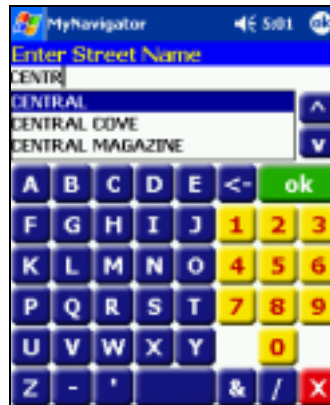 MyNavigator 5:01 ok
Enter Street Name
CENTR
CENTRAL
CENTRAL COVE
CENTRAL MAGAZINE
^
v
A B C D E <- ok
F G H I J 1 2 3
K L M N O 4 5 6
P Q R S T 7 8 9
U V W X Y 0
Z - ' & / X